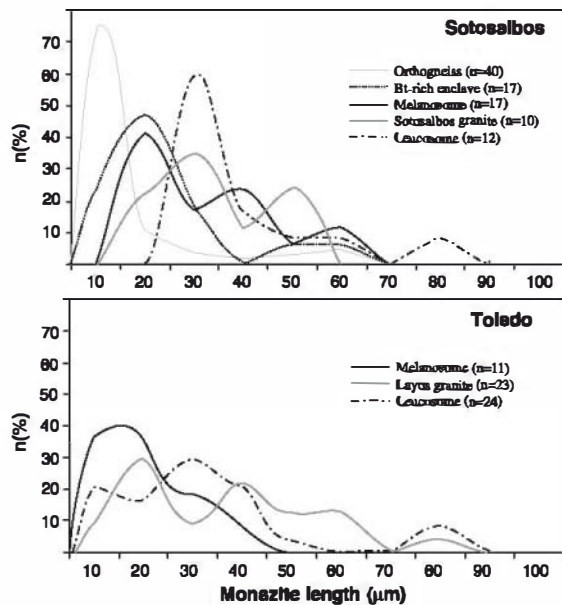 Sotosalbos
Orthogneiss (n=40)
Bt-rich enclave (n=17)
Melanosome (n=17)
Sotosalbos granite (n=10)
Leucosome (n=12)
n(%)
70
60
50
40
30
20
10
10 20 30 40 50 60 70 80 90 100
Toledo
Melanosome (n=11)
Layos granite (n=23)
Leucosome (n=24)
n(%)
70
60
50
40
30
20
10
10 20 30 40 50 60 70 80 90 100
Monazite length (μm)